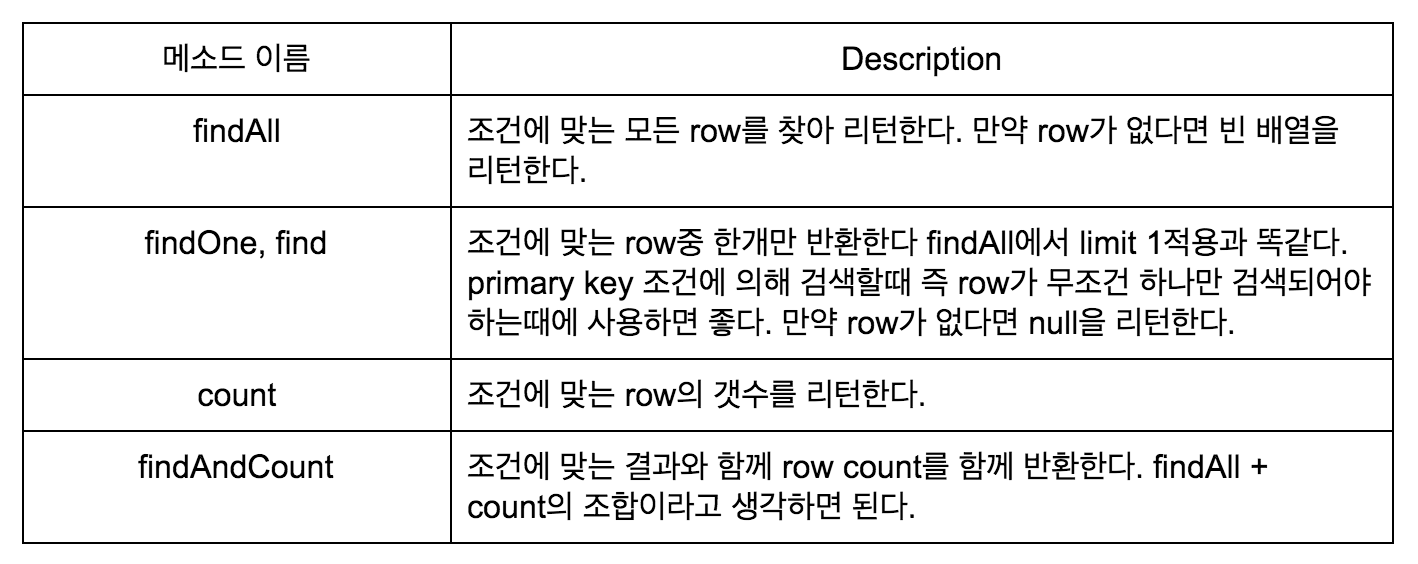 메소드 이름
Description
findAll
조건에 맞는 모든 row를 찾아 리턴한다. 만약 row가 없다면 빈 배열을
리턴한다.
findOne, find
조건에 맞는 row중 한개만 반환한다 findAll에서 limit 1적용과 똑같다.
primary key 조건에 의해 검색할때 즉 row가 무조건 하나만 검색되어야
하는때에 사용하면 좋다. 만약 row가 없다면 null을 리턴한다.
count
조건에 맞는 row의 갯수를 리턴한다.
findAndCount
조건에 맞는 결과와 함께 row count를 함께 반환한다. findAll +
count의 조합이라고 생각하면 된다.